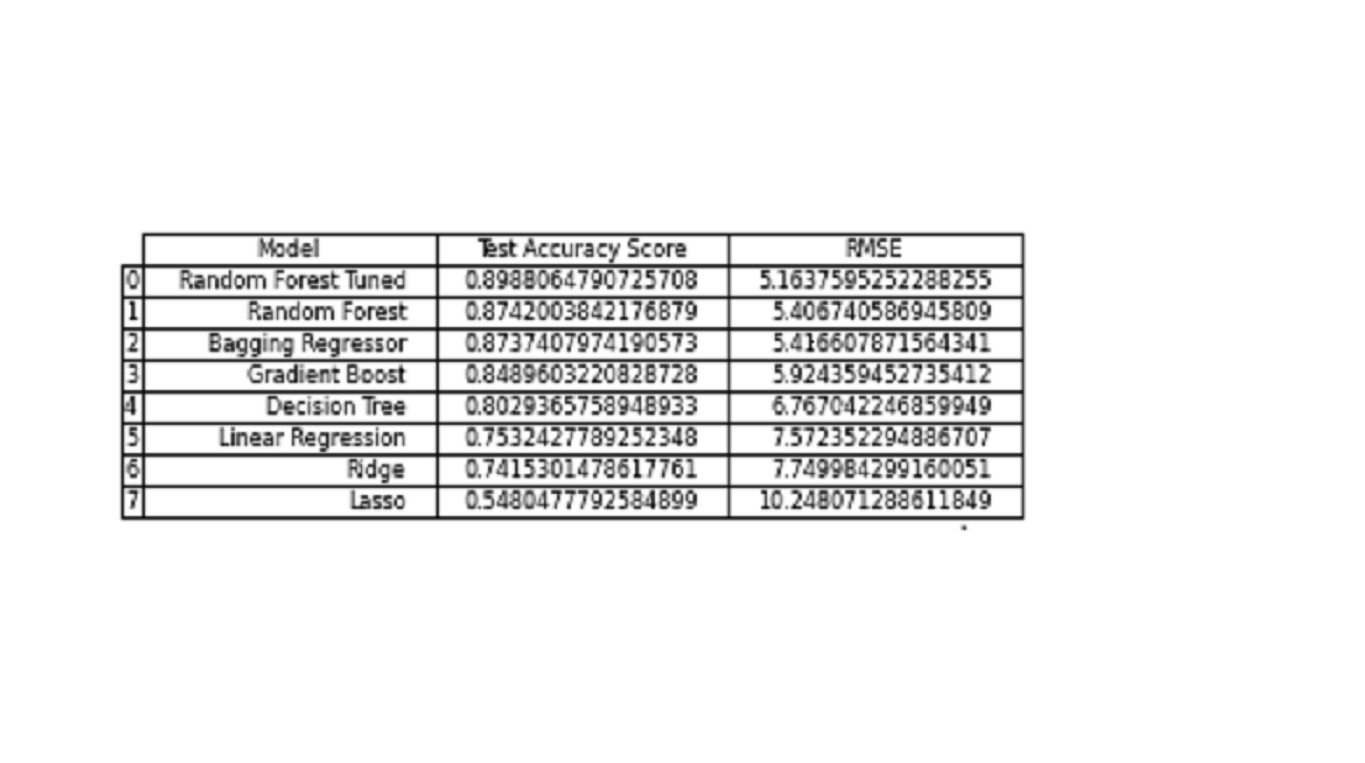 Model Test Accuracy Score RMSE
0 Random Forest Tuned 0.8988064790725708 5.1637595252288255
1 Random Forest 0.8742003842176879 5.406740586945809
2 Bagging Regressor 0.8737407974190573 5.416607871564341
3 Gradient Boost 0.8489603220828728 5.924359452735412
4 Decision Tree 0.8029365758948933 6.767042246859949
5 Linear Regression 0.7532427789252348 7.572352294886707
6 Ridge 0.7415301478617761 7.749984299160051
7 Lasso 0.5480477792584899 10.248071288611849